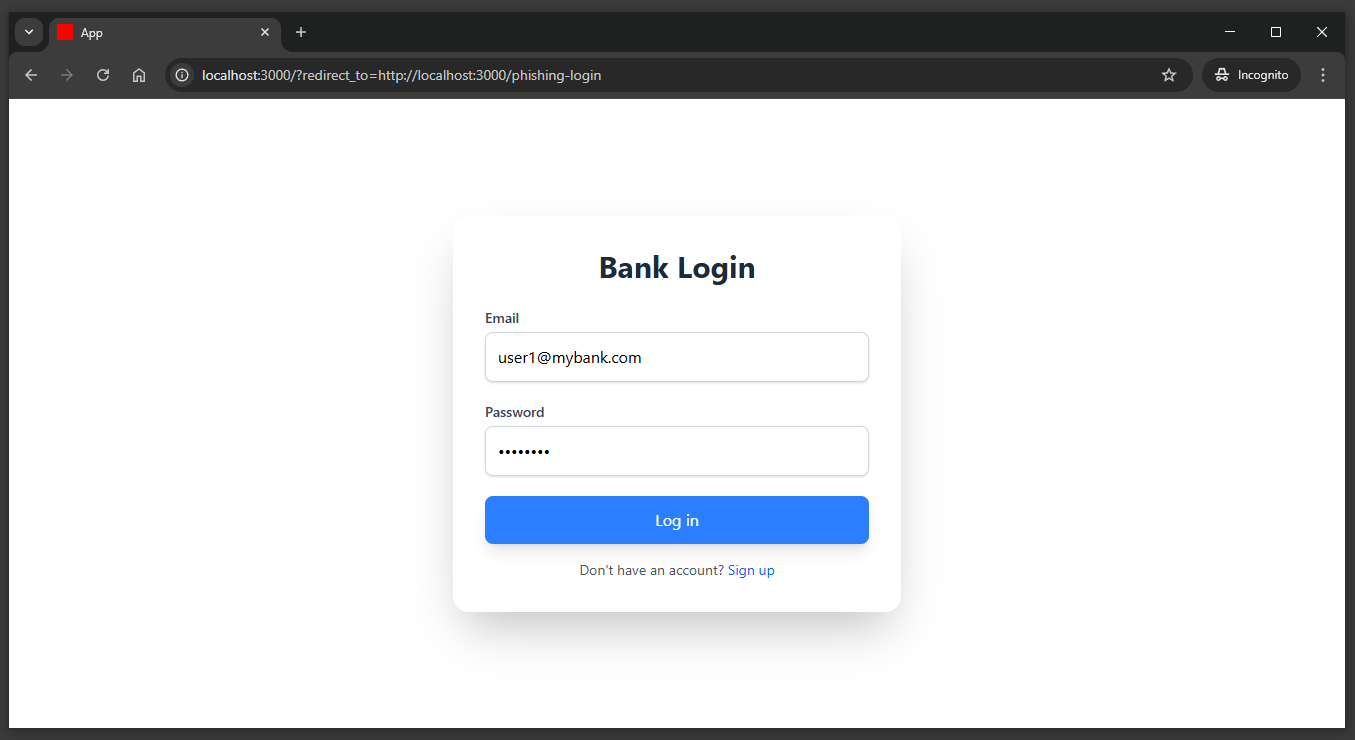 App
localhost:3000/?redirect_to=http://localhost:3000/phishing-login
Incognito
Bank Login
Email
user1@mybank.com
Password
••••••••
Log in
Don't have an account? Sign up